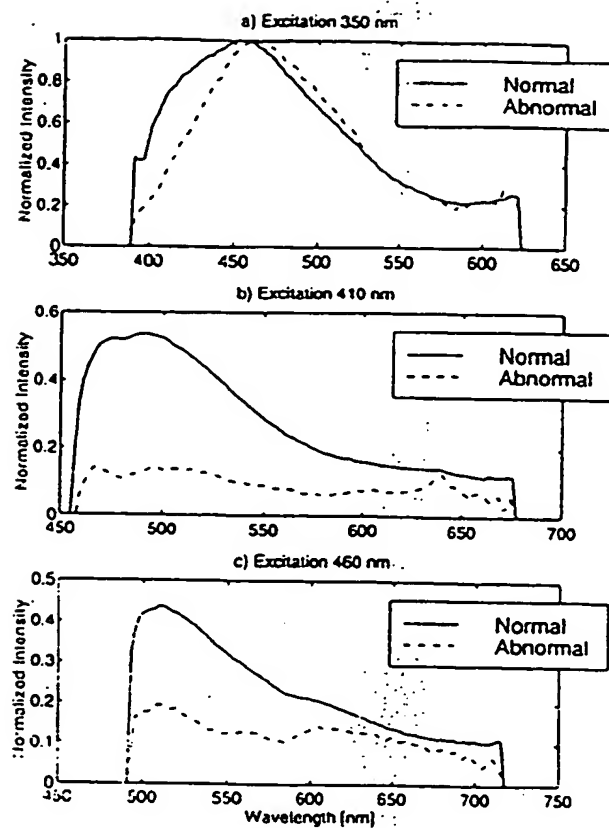 a) Excitation 350 nm
Normalized Intensity
1
0.8
0.6
0.4
0.2
0
350 400 450 500 550 600 650
Normal
Abnormal
b) Excitation 410 nm
Normalized Intensity
0.6
0.4
0.2
0
450 500 550 600 650 700
Normal
Abnormal
c) Excitation 460 nm
Normalized Intensity
0.5
0.4
0.3
0.2
0.1
0
450 500 550 600 650 700 750
Normal
Abnormal
Wavelength [nm]